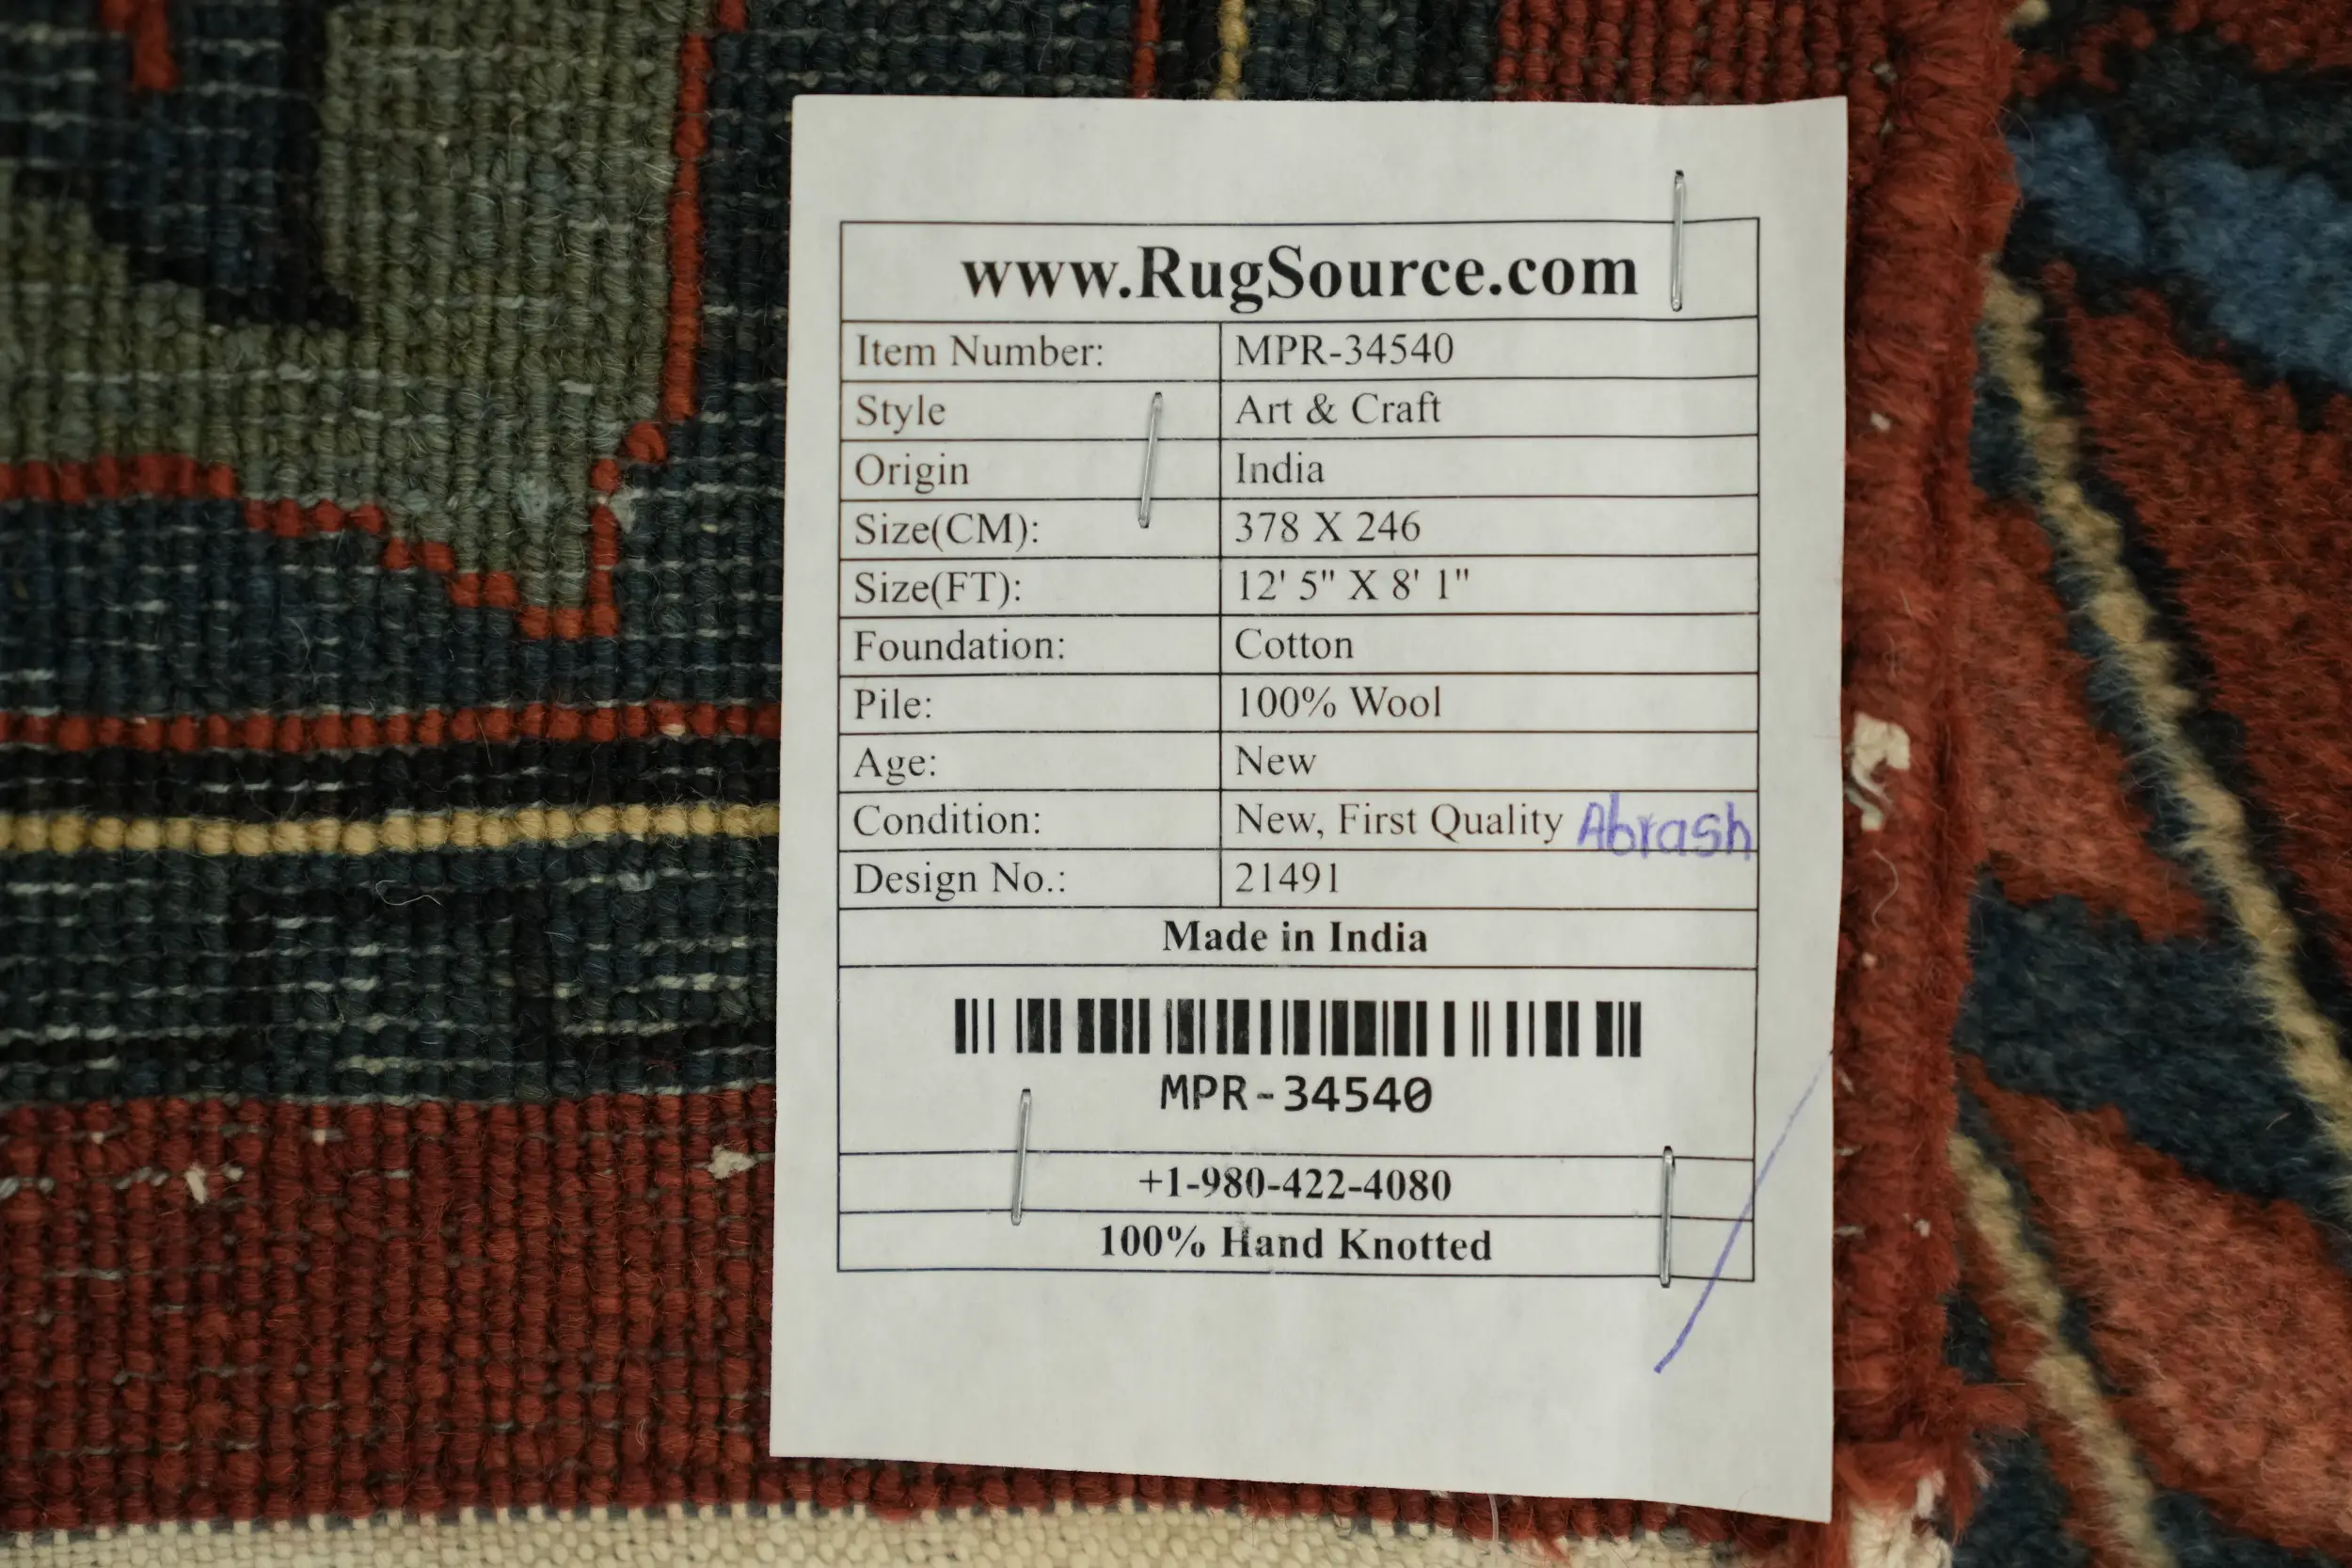 www.RugSource.com
Item Number: MPR-34540
Style Art & Craft
Origin India
Size(CM): 378 X 246
Size(FT): 12' 5" X 8' 1"
Foundation: Cotton
Pile: 100% Wool
Age: New
Condition: New, First Quality Abrash
Design No.: 21491
Made in India
MPR-34540
+1-980-422-4080
100% Hand Knotted